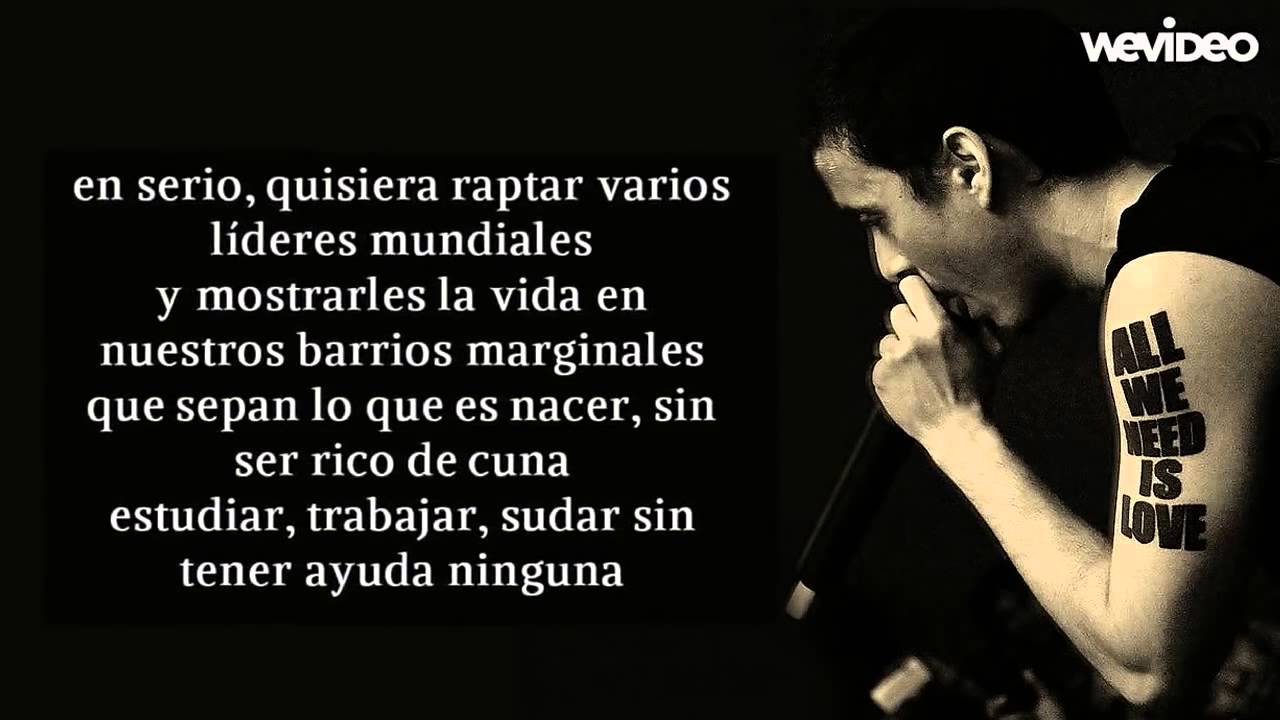 WEVIDEO
en serio, quisiera raptar varios
líderes mundiales
y mostrarles la vida en
nuestros barrios marginales
que sepan lo que es nacer, sin
ser rico de cuna
estudiar, trabajar, sudar sin
tener ayuda ninguna
ALL
WE
NEED
IS
LOVE